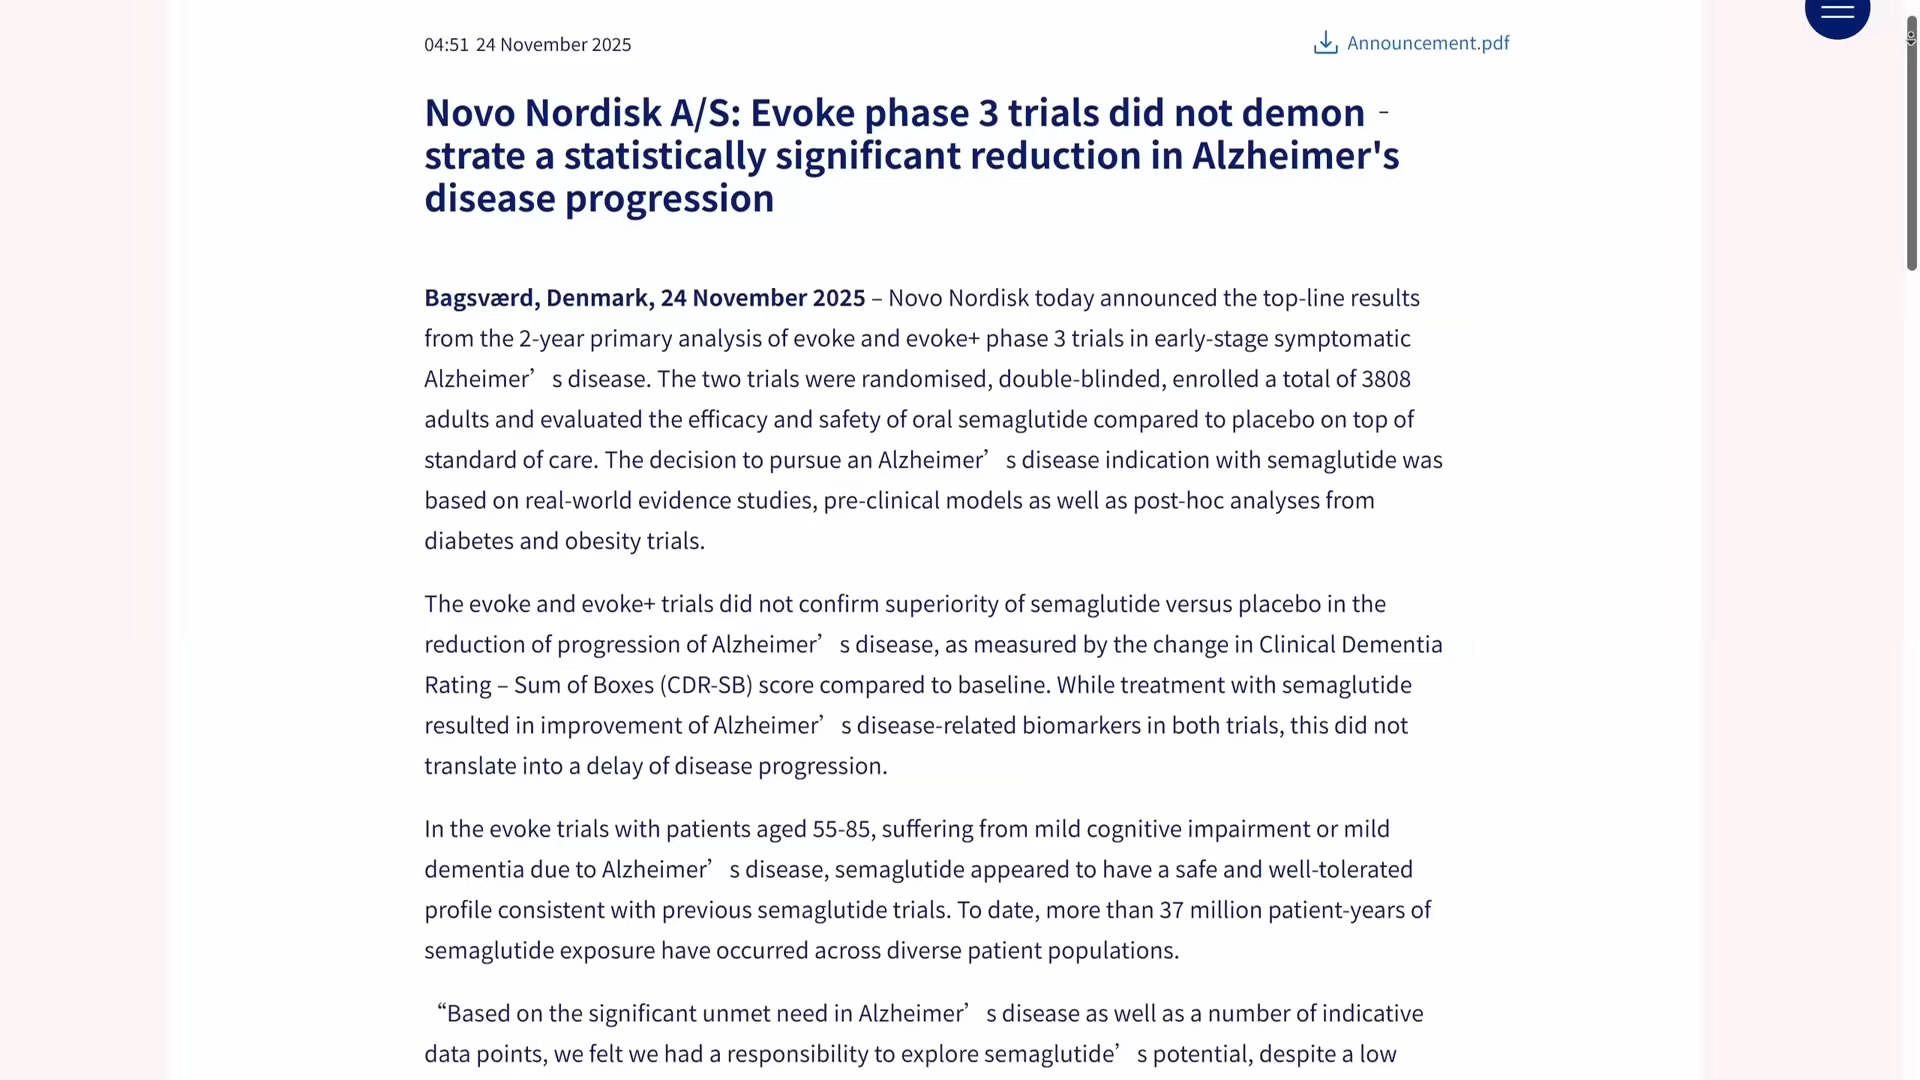 04:51 24 November 2025
Announcement.pdf
Novo Nordisk A/S: Evoke phase 3 trials did not demon -
strate a statistically significant reduction in Alzheimer's
disease progression
Bagsværd, Denmark, 24 November 2025 – Novo Nordisk today announced the top-line results
from the 2-year primary analysis of evoke and evoke+ phase 3 trials in early-stage symptomatic
Alzheimer’s disease. The two trials were randomised, double-blinded, enrolled a total of 3808
adults and evaluated the efficacy and safety of oral semaglutide compared to placebo on top of
standard of care. The decision to pursue an Alzheimer’s disease indication with semaglutide was
based on real-world evidence studies, pre-clinical models as well as post-hoc analyses from
diabetes and obesity trials.
The evoke and evoke+ trials did not confirm superiority of semaglutide versus placebo in the
reduction of progression of Alzheimer’s disease, as measured by the change in Clinical Dementia
Rating – Sum of Boxes (CDR-SB) score compared to baseline. While treatment with semaglutide
resulted in improvement of Alzheimer’s disease-related biomarkers in both trials, this did not
translate into a delay of disease progression.
In the evoke trials with patients aged 55-85, suffering from mild cognitive impairment or mild
dementia due to Alzheimer’s disease, semaglutide appeared to have a safe and well-tolerated
profile consistent with previous semaglutide trials. To date, more than 37 million patient-years of
semaglutide exposure have occurred across diverse patient populations.
“Based on the significant unmet need in Alzheimer’s disease as well as a number of indicative
data points, we felt we had a responsibility to explore semaglutide’s potential, despite a low